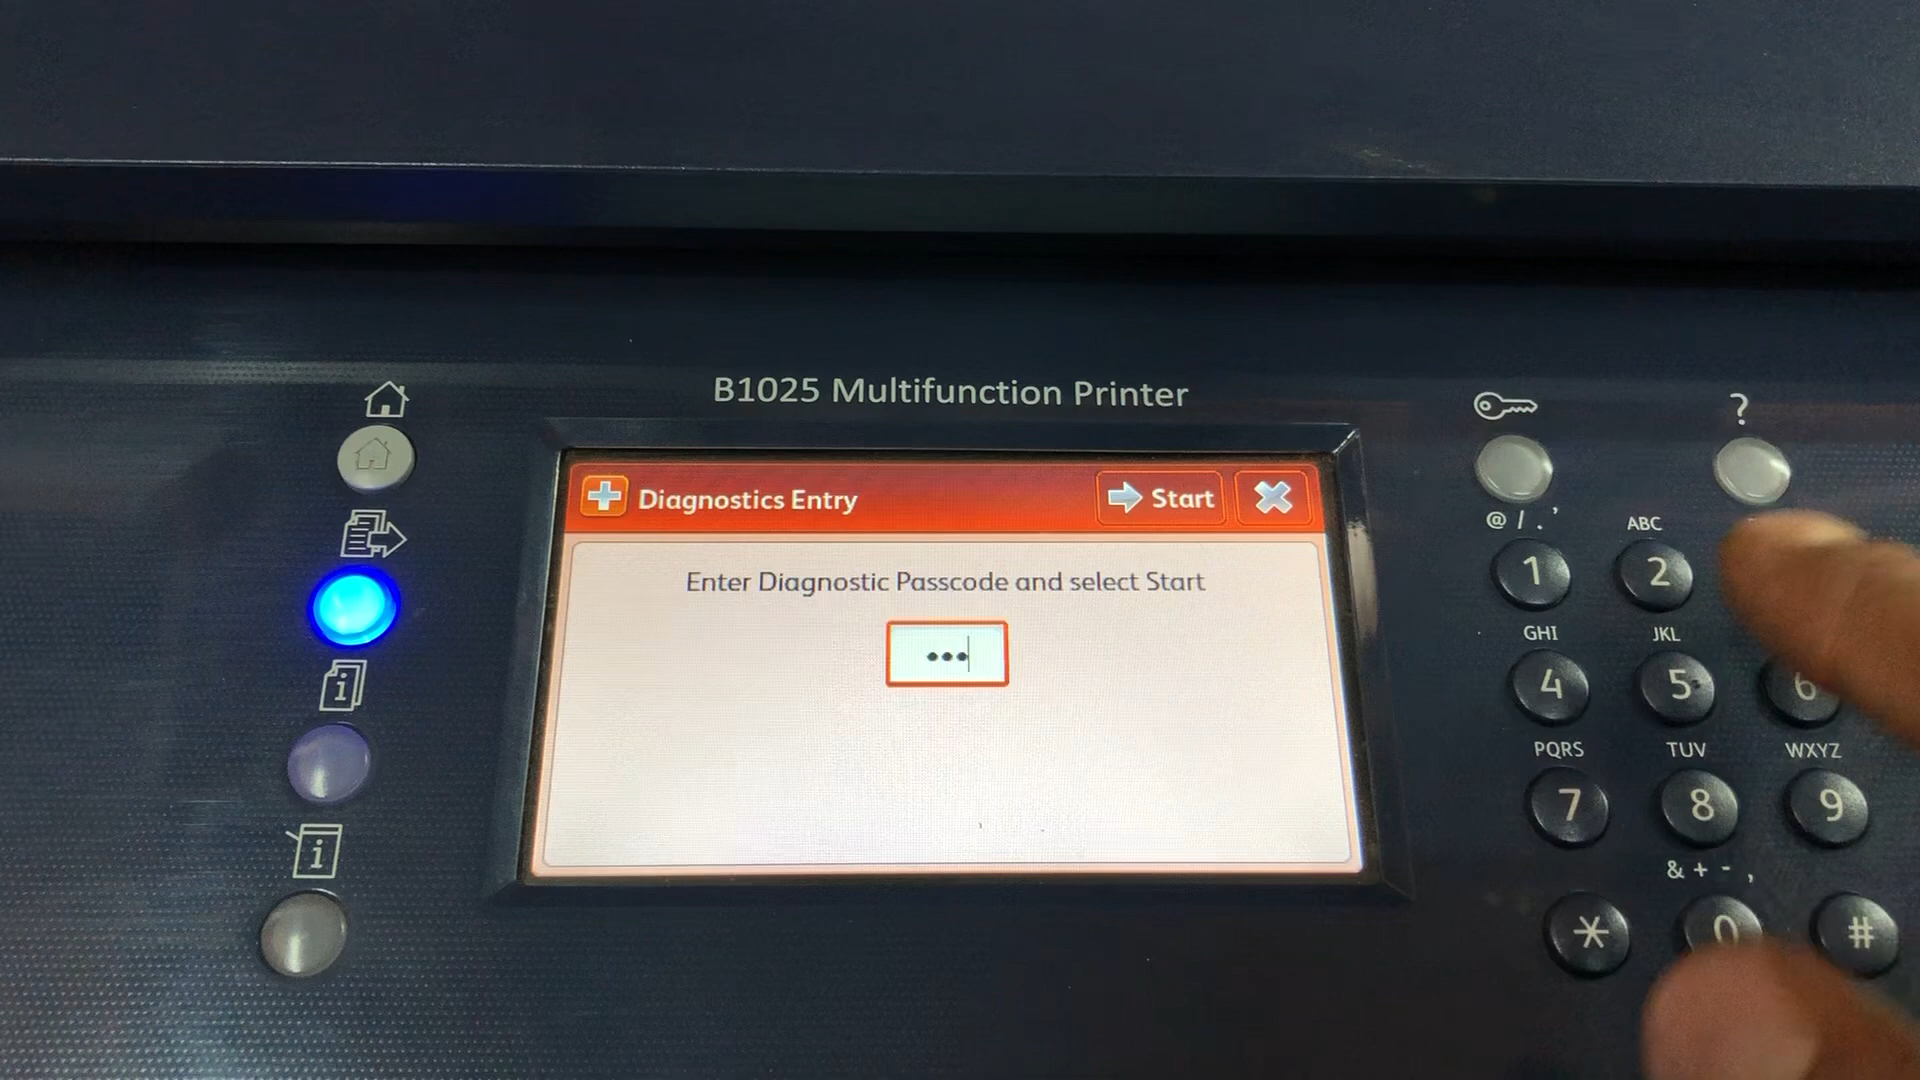 B1025 Multifunction Printer
Diagnostics Entry
Start
Enter Diagnostic Passcode and select Start
•••
?
@ / . '
ABC
1
2
GHI
JKL
4
5
6
PQRS
TUV
WXYZ
7
8
9
& + - ,
*
0
#
i
i